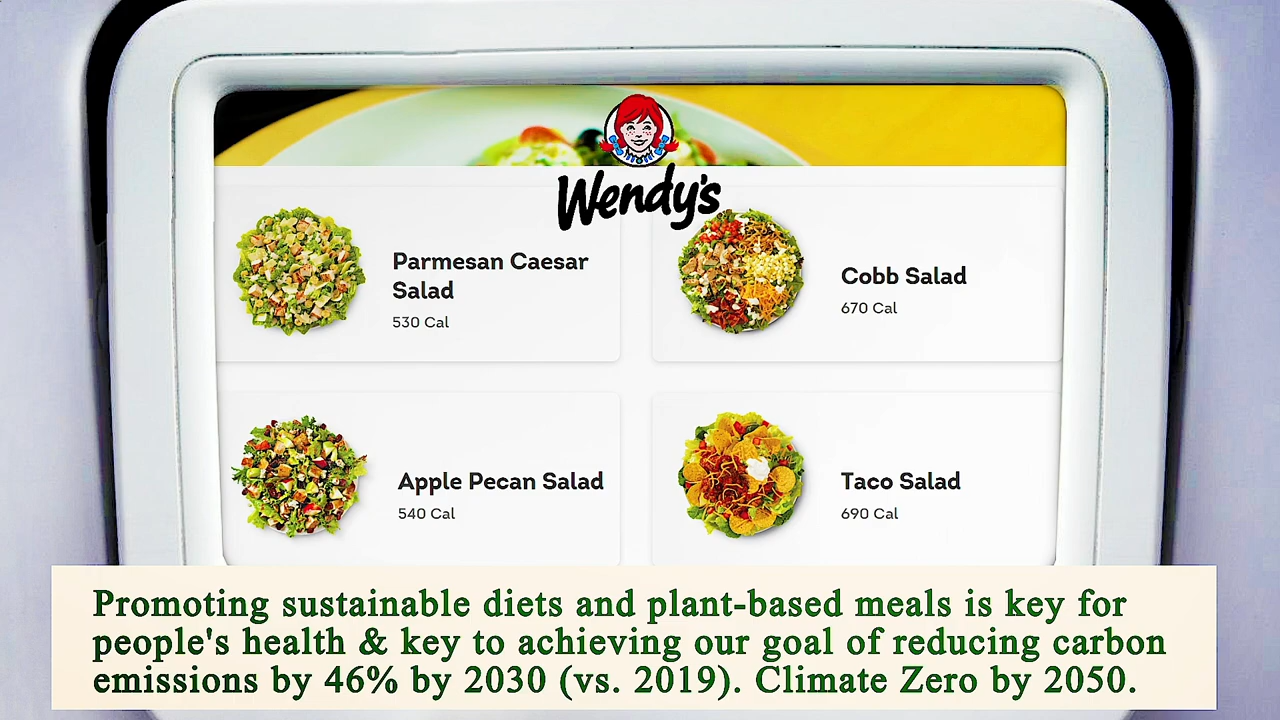 Wendy's
Parmesan Caesar
Salad
530 Cal
Cobb Salad
670 Cal
Apple Pecan Salad
540 Cal
Taco Salad
690 Cal
Promoting sustainable diets and plant-based meals is key for
people's health & key to achieving our goal of reducing carbon
emissions by 46% by 2030 (vs. 2019). Climate Zero by 2050.